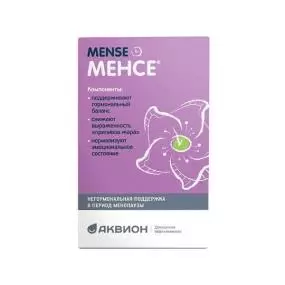 MENSE
МЕНСЕ®
Компоненты:
• поддерживают
гормональный
баланс
• снижают
выраженность
«приливов жара»
• нормализуют
эмоциональное
состояние
НЕГОРМОНАЛЬНАЯ ПОДДЕРЖКА
В ПЕРИОД МЕНОПАУЗЫ
АКВИОН